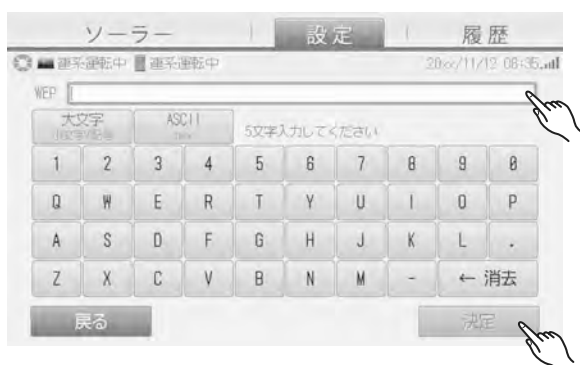 ソーラー 設定 履歴
連系運転中 連系運転中 20xx/11/12 08:35
WEP
大文字 ASCII 5文字入力してください
1 2 3 4 5 6 7 8 9 0
Q W E R T Y U I O P
A S D F G H J K L .
Z X C V B N M - ← 消去
戻る 決定